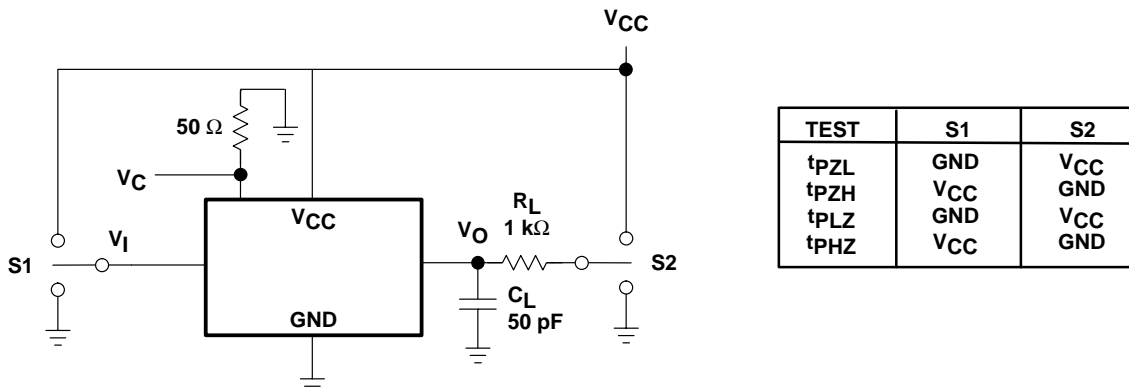 VCC
50 Ω
VC
VCC
RL
1 kΩ
VI
VO
S1
S2
CL
50 pF
GND
TEST S1 S2
tPZL GND VCC
tPZH VCC GND
tPLZ GND VCC
tPHZ VCC GND